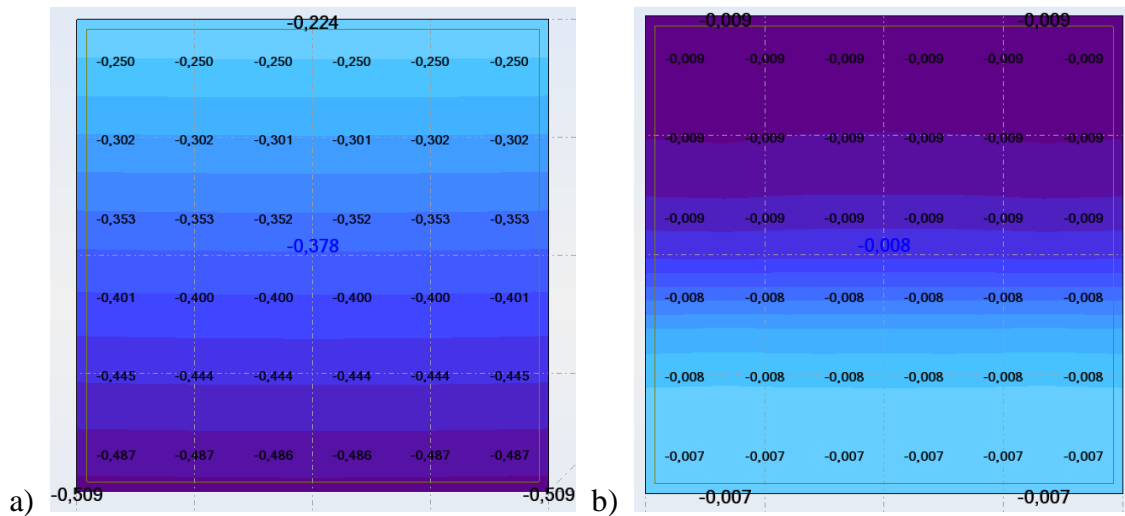 -0,224
-0,250 -0,250 -0,250 -0,250 -0,250 -0,250
-0,302 -0,302 -0,301 -0,301 -0,302 -0,302
-0,353 -0,353 -0,352 -0,352 -0,353 -0,353
-0,378
-0,401 -0,400 -0,400 -0,400 -0,400 -0,401
-0,445 -0,444 -0,444 -0,444 -0,444 -0,445
-0,487 -0,487 -0,486 -0,486 -0,487 -0,487
a) -0,509 -0,509
-0,009 -0,009
-0,009 -0,009 -0,009 -0,009 -0,009 -0,009
-0,009 -0,009 -0,009 -0,009 -0,009 -0,009
-0,009 -0,009 -0,009 -0,009 -0,009 -0,009
-0,008
-0,008 -0,008 -0,008 -0,008 -0,008 -0,008
-0,008 -0,008 -0,008 -0,008 -0,008 -0,008
-0,007 -0,007 -0,007 -0,007 -0,007 -0,007
b) -0,007 -0,007